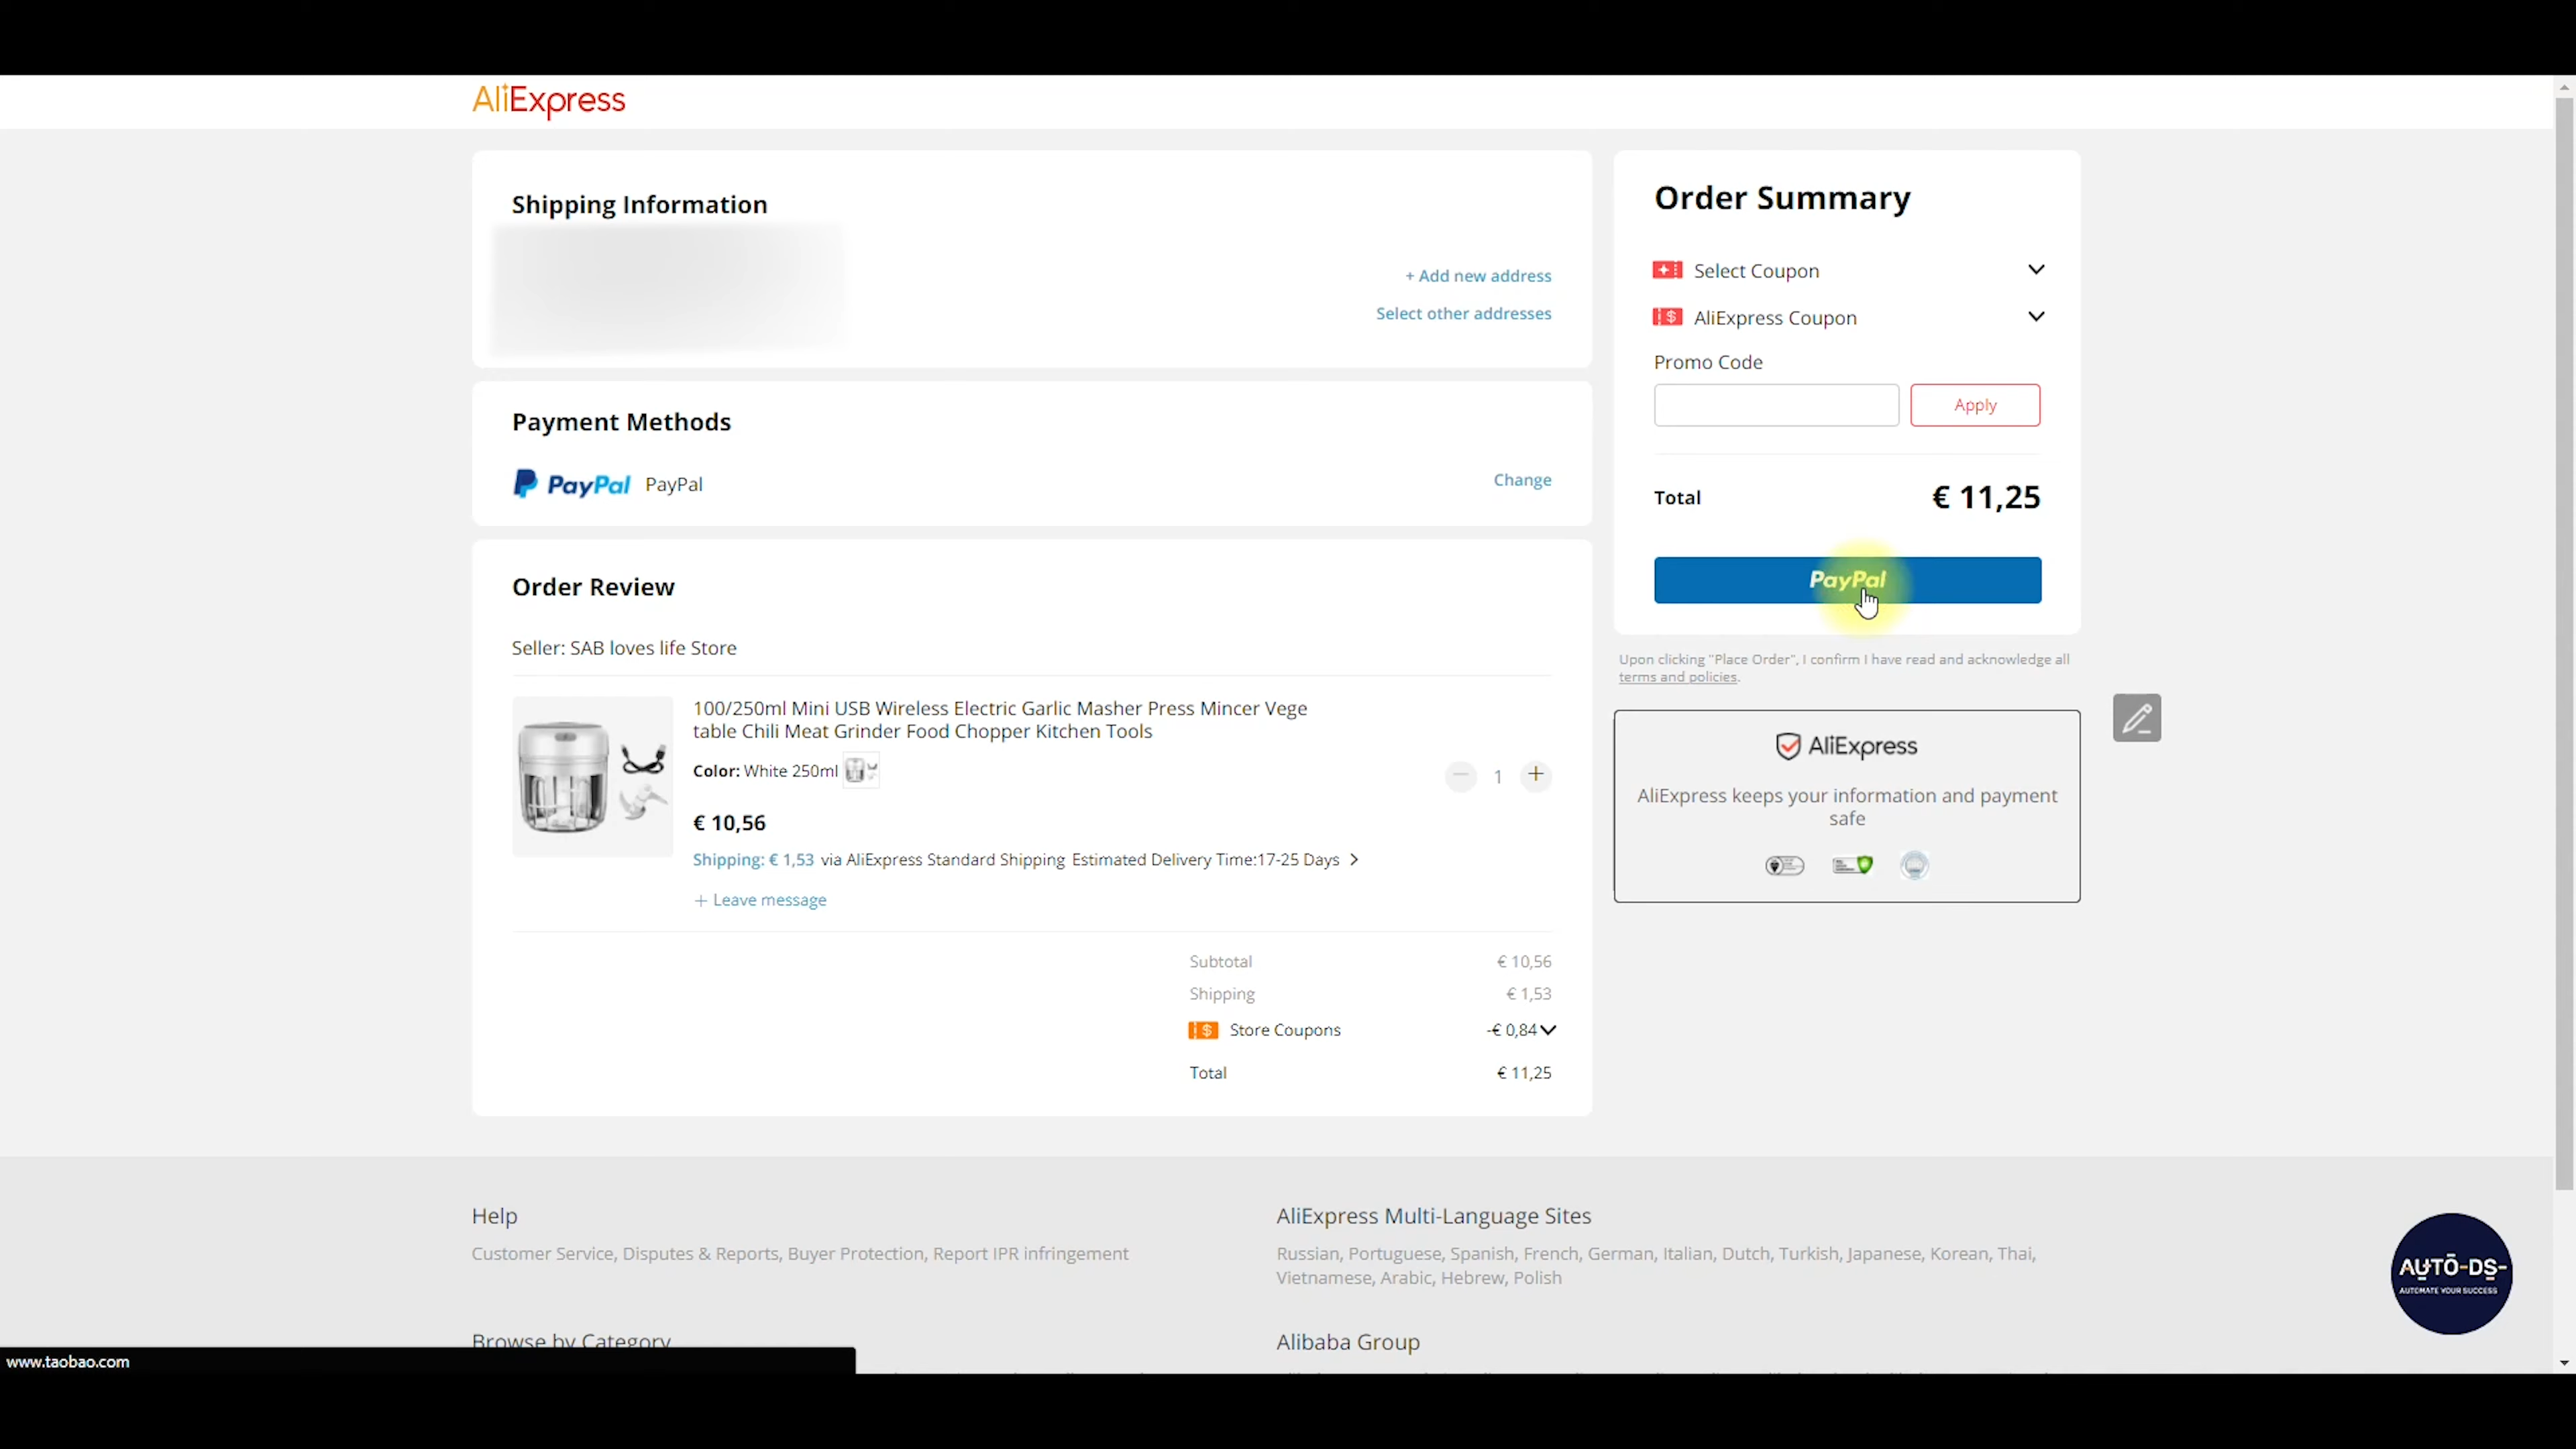 AliExpress
Shipping Information
+ Add new address
Select other addresses
Payment Methods
PayPal PayPal
Change
Order Review
Seller: SAB loves life Store
100/250ml Mini USB Wireless Electric Garlic Masher Press Mincer Vege
table Chili Meat Grinder Food Chopper Kitchen Tools
Color: White 250ml
1
€ 10,56
Shipping: € 1,53 via AliExpress Standard Shipping Estimated Delivery Time:17-25 Days
+ Leave message
Subtotal € 10,56
Shipping € 1,53
Store Coupons -€ 0,84
Total € 11,25
Order Summary
Select Coupon
AliExpress Coupon
Promo Code
Apply
Total € 11,25
PayPal
Upon clicking "Place Order", I confirm I have read and acknowledge all
terms and policies.
AliExpress
AliExpress keeps your information and payment
safe
Help
Customer Service, Disputes & Reports, Buyer Protection, Report IPR infringement
AliExpress Multi-Language Sites
Russian, Portuguese, Spanish, French, German, Italian, Dutch, Turkish, Japanese, Korean, Thai,
Vietnamese, Arabic, Hebrew, Polish
Browse by Category
Alibaba Group
www.taobao.com
AUTO-DS-
AUTOMATE YOUR SUCCESS